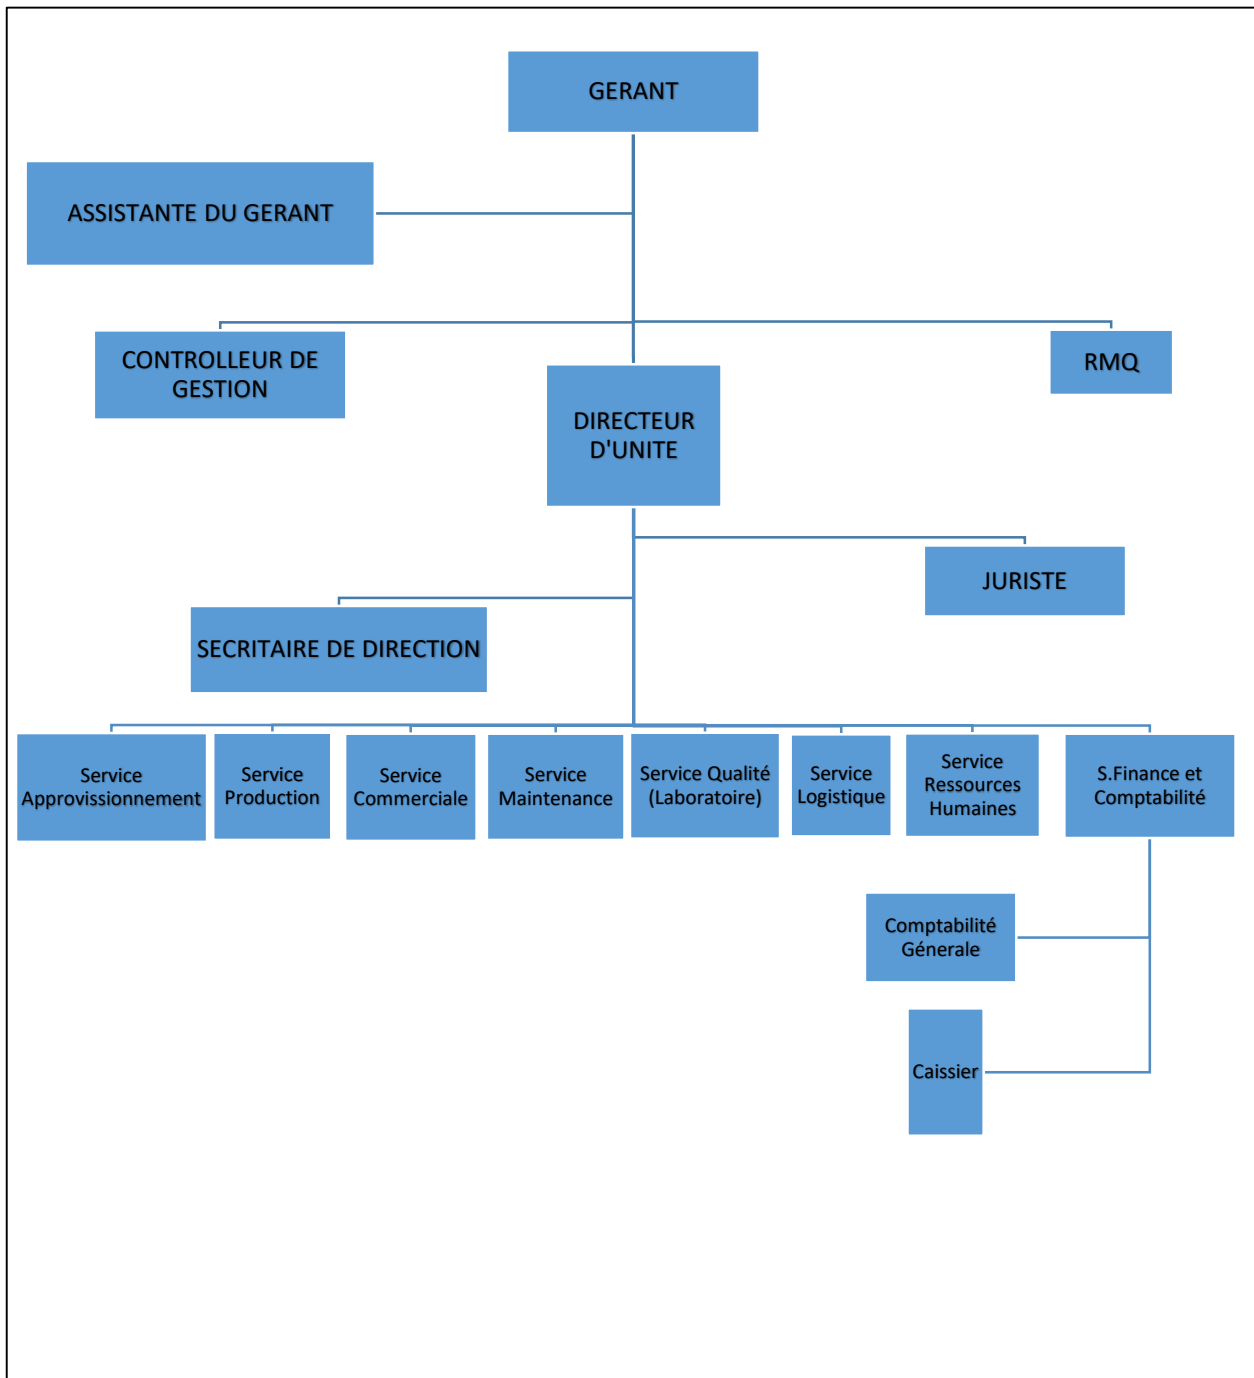 GERANT
ASSISTANTE DU GERANT
CONTROLLEUR DE
GESTION
RMQ
DIRECTEUR
D'UNITE
JURISTE
SECRITAIRE DE DIRECTION
Service
Approvissionnement
Service
Production
Service
Commerciale
Service
Maintenance
Service Qualité
(Laboratoire)
Service
Logistique
Service
Ressources
Humaines
S.Finance et
Comptabilité
Comptabilité
Génerale
Caissier